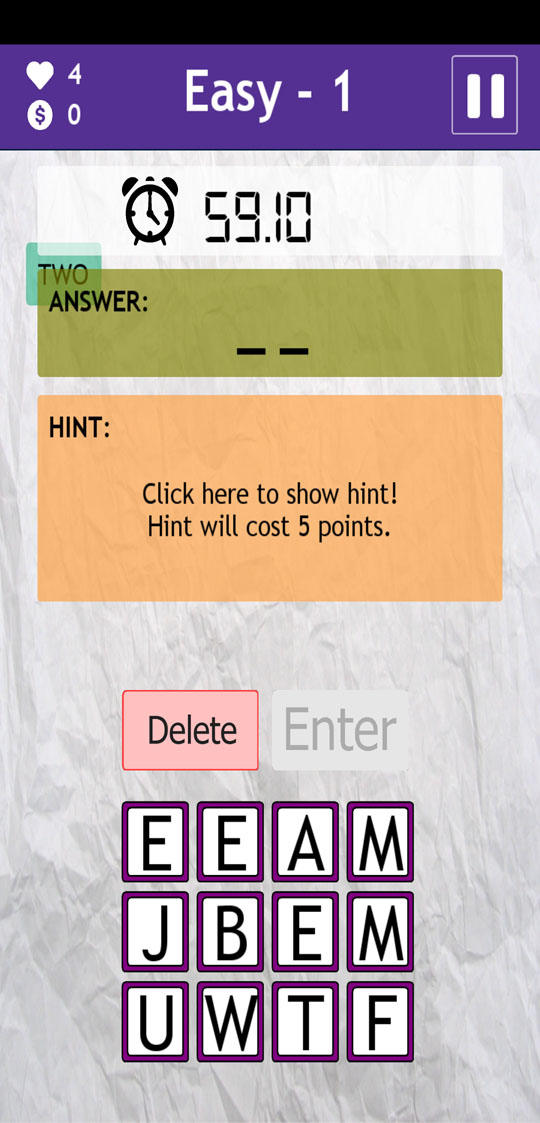 4
Easy - 1
$ 0
59.10
TWO
ANSWER:
_ _
HINT:
Click here to show hint!
Hint will cost 5 points.
Delete Enter
E E A M
J B E M
U W T F